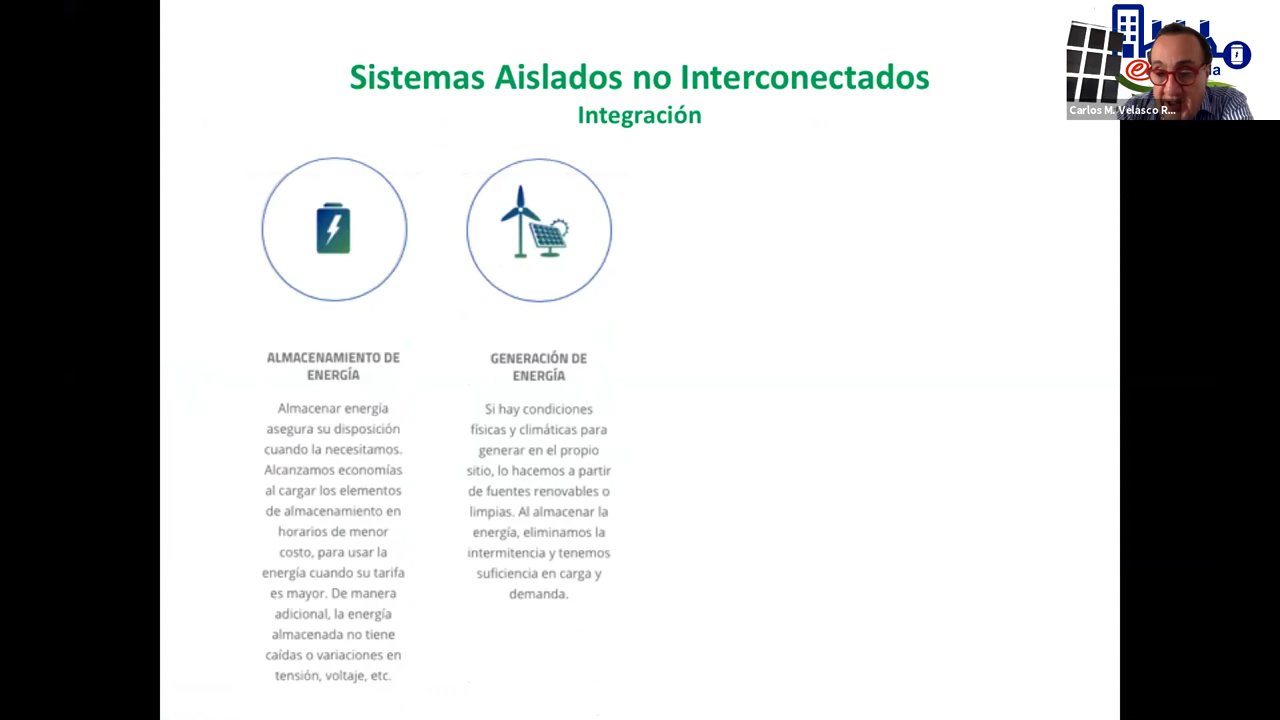 Sistemas Aislados no Interconectados
Integración
Carlos M. Velasco R...
ALMACENAMIENTO DE
ENERGÍA
Almacenar energía
asegura su disposición
cuando la necesitamos.
Alcanzamos economías
al cargar los elementos
de almacenamiento en
horarios de menor
costo, para usar la
energía cuando su tarifa
es mayor. De manera
adicional, la energía
almacenada no tiene
caídas o variaciones en
tensión, voltaje, etc.
GENERACIÓN DE
ENERGÍA
Si hay condiciones
físicas y climáticas para
generar en el propio
sitio, lo hacemos a partir
de fuentes renovables o
limpias. Al almacenar la
energía, eliminamos la
intermitencia y tenemos
suficiencia en carga y
demanda.